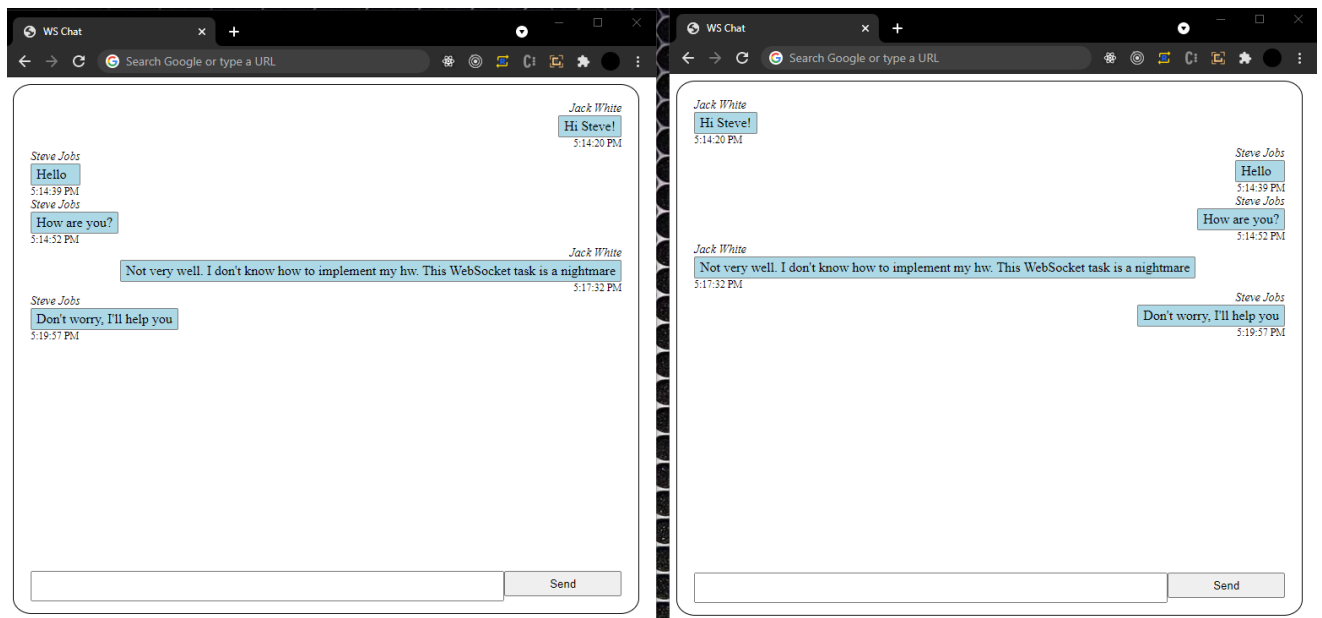 WS Chat
Search Google or type a URL
Jack White
Hi Steve!
5:14:20 PM
Steve Jobs
Hello
5:14:39 PM
Steve Jobs
How are you?
5:14:52 PM
Jack White
Not very well. I don't know how to implement my hw. This WebSocket task is a nightmare
5:17:32 PM
Steve Jobs
Don't worry, I'll help you
5:19:57 PM
Send
WS Chat
Search Google or type a URL
Jack White
Hi Steve!
5:14:20 PM
Steve Jobs
Hello
5:14:39 PM
Steve Jobs
How are you?
5:14:52 PM
Jack White
Not very well. I don't know how to implement my hw. This WebSocket task is a nightmare
5:17:32 PM
Steve Jobs
Don't worry, I'll help you
5:19:57 PM
Send